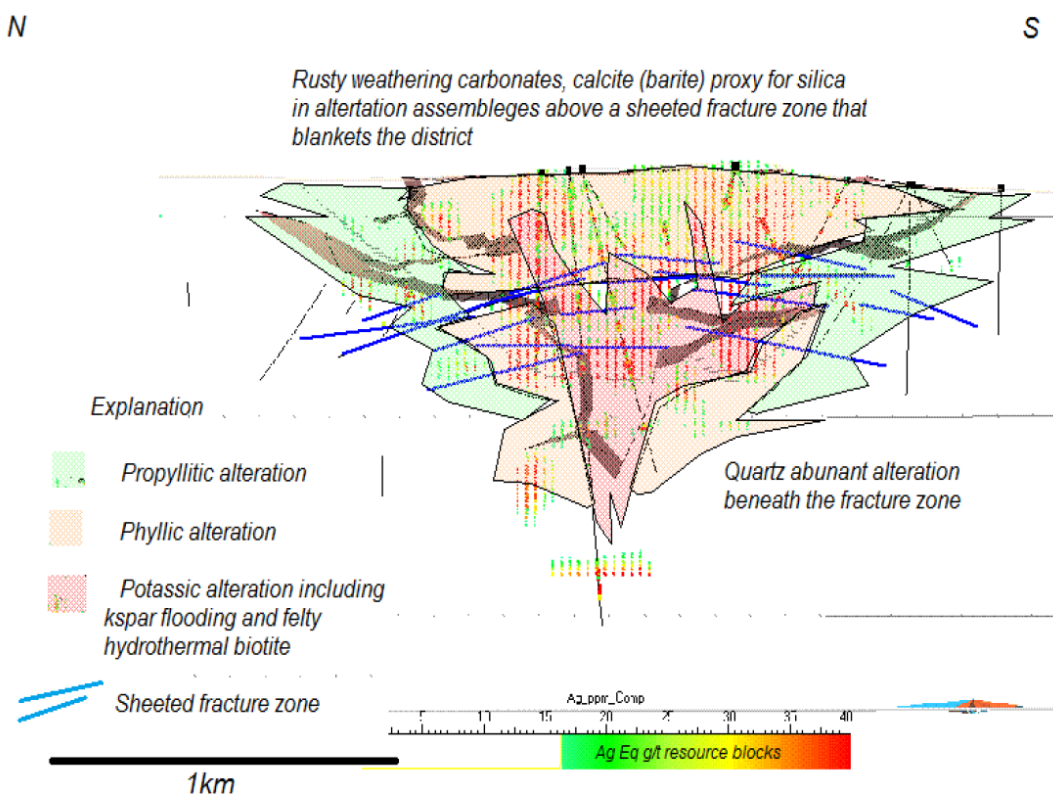 N
S
Rusty weathering carbonates, calcite (barite) proxy for silica
in altertation assembleges above a sheeted fracture zone that
blankets the district
Explanation
Propyllitic alteration
Phyllic alteration
Potassic alteration including
kspar flooding and felty
hydrothermal biotite
Sheeted fracture zone
Quartz abunant alteration
beneath the fracture zone
Ag_ppm_Comp
5 10 15 20 25 30 35 40
Ag Eq g/t resource blocks
1km